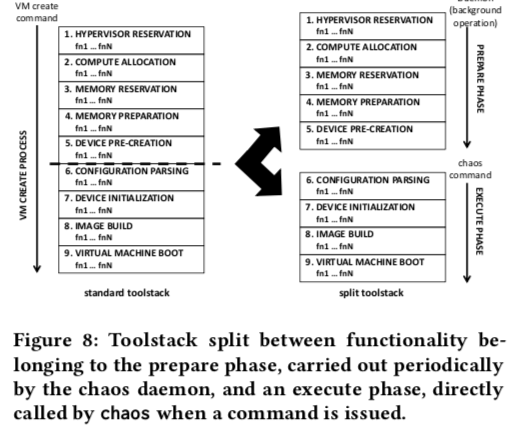 VM create
command
VM CREATE PROCESS
1. HYPERVISOR RESERVATION
fn1 ... fnN
2. COMPUTE ALLOCATION
fn1 ... fnN
3. MEMORY RESERVATION
fn1 ... fnN
4. MEMORY PREPARATION
fn1 ... fnN
5. DEVICE PRE-CREATION
fn1 ... fnN
6. CONFIGURATION PARSING
fn1 ... fnN
7. DEVICE INITIALIZATION
fn1 ... fnN
8. IMAGE BUILD
fn1 ... fnN
9. VIRTUAL MACHINE BOOT
fn1 ... fnN
standard toolstack
1. HYPERVISOR RESERVATION
fn1 ... fnN
2. COMPUTE ALLOCATION
fn1 ... fnN
3. MEMORY RESERVATION
fn1 ... fnN
4. MEMORY PREPARATION
fn1 ... fnN
5. DEVICE PRE-CREATION
fn1 ... fnN
(background
operation)
PREPARE PHASE
6. CONFIGURATION PARSING
fn1 ... fnN
7. DEVICE INITIALIZATION
fn1 ... fnN
8. IMAGE BUILD
fn1 ... fnN
9. VIRTUAL MACHINE BOOT
fn1 ... fnN
chaos
command
EXECUTE PHASE
split toolstack
Figure 8: Toolstack split between functionality be-
longing to the prepare phase, carried out periodically
by the chaos daemon, and an execute phase, directly
called by chaos when a command is issued.